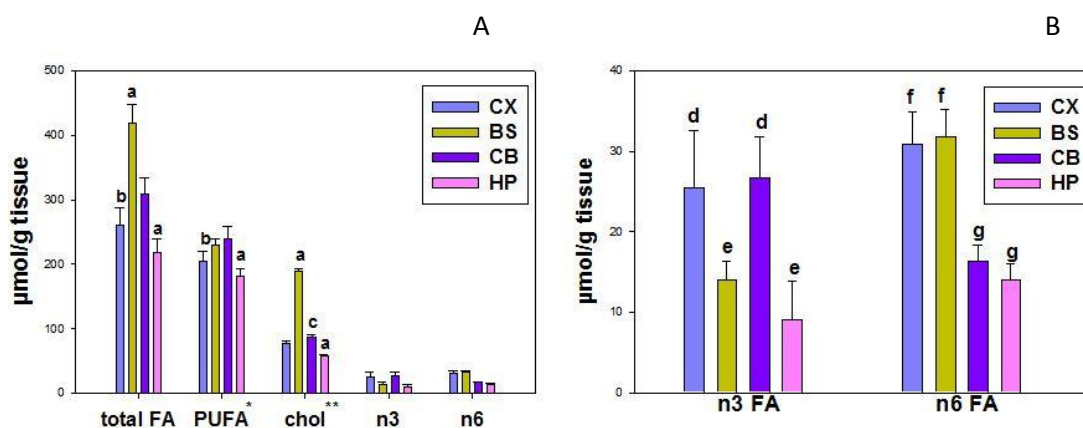 A
µmol/g tissue
500
400
300
200
100
0
b
a
a
b
a
a
c
a
CX
BS
CB
HP
total FA
PUFA*
chol**
n3
n6
B
µmol/g tissue
40
30
20
10
0
d
e
d
e
f
f
g
g
CX
BS
CB
HP
n3 FA
n6 FA